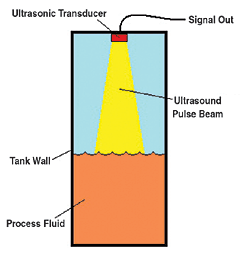 Ultrasonic Transducer
Signal Out
Ultrasound
Pulse Beam
Tank Wall
Process Fluid